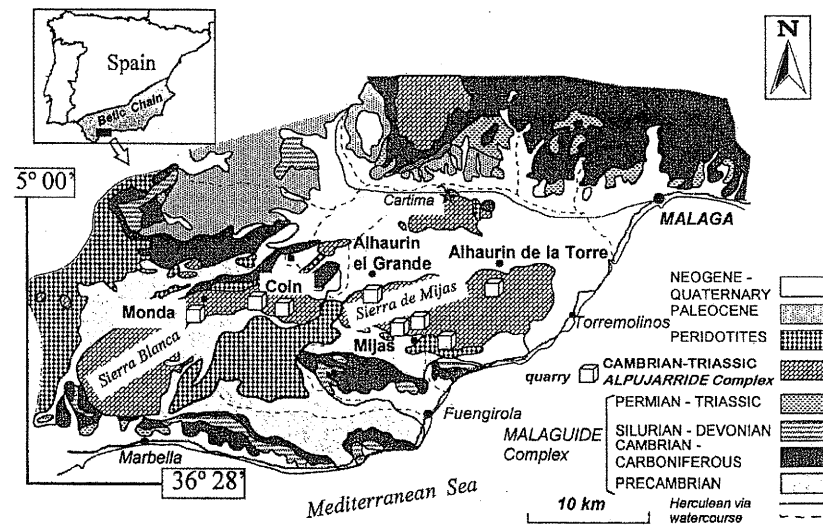 Spain
Betic Chain
N
5° 00'
Cartima
MALAGA
Alhaurin
el Grande
Alhaurin de la Torre
Coln
Monda
Sierra de Mijas
Sierra Blanca
Mijas
Torremolinos
Fuengirola
Marbella
36° 28'
Mediterranean Sea
10 km
NEOGENE -
QUATERNARY
PALEOCENE
PERIDOTITES
quarry
CAMBRIAN-TRIASSIC
ALPUJARRIDE Complex
PERMIAN - TRIASSIC
MALAGUIDE
Complex
SILURIAN - DEVONIAN
CAMBRIAN -
CARBONIFEROUS
PRECAMBRIAN
Herculean via
watercourse